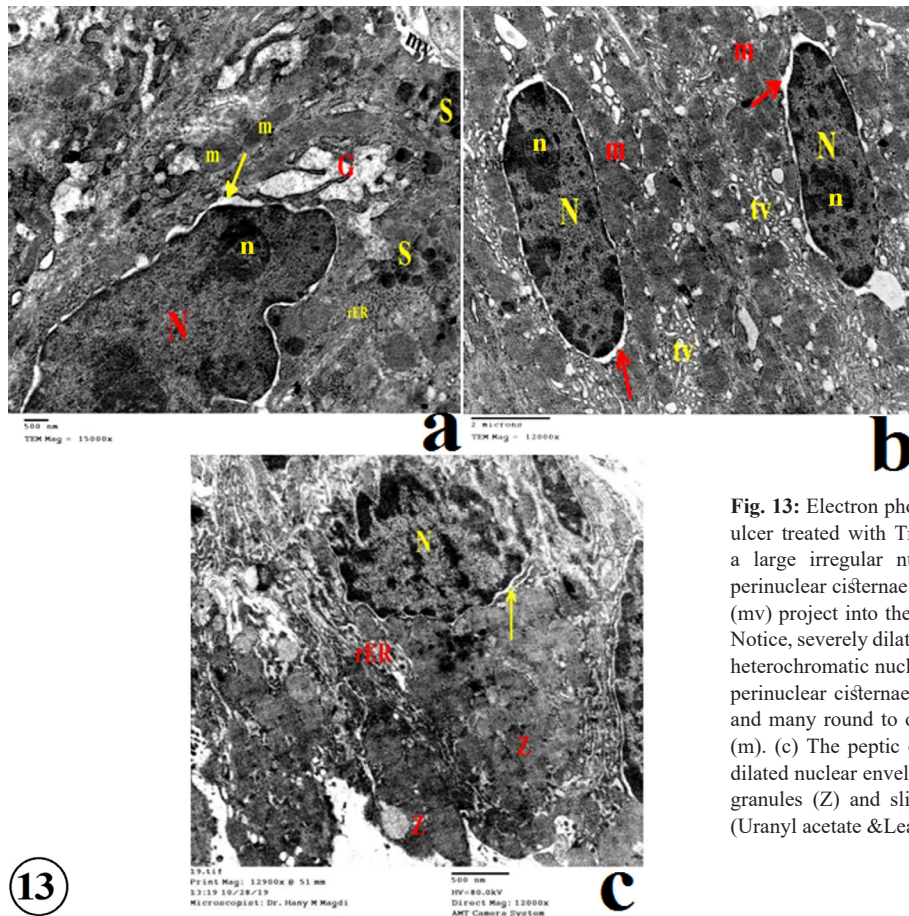 my
S
m
m
G
n
S
N
rER
500 nm
TEM Mag = 15000x
a
m
n
m
N
N
n
tv
tv
2 microns
TEM Mag = 12000x
b
N
rER
Z
Z
19.tif
Print Mag: 12900x @ 51 mm
13:19 10/28/19
Microscopist: Dr. Hany M Magdi
500 nm
HV=80.0kV
Direct Mag: 12000x
AMT Camera System
c
13
Fig. 13: Electron pho
ulcer treated with Tr
a large irregular nu
perinuclear cisternae
(mv) project into the
Notice, severely dilat
heterochromatic nucl
perinuclear cisternae
and many round to o
(m). (c) The peptic c
dilated nuclear envel
granules (Z) and sli
(Uranyl acetate &Lea